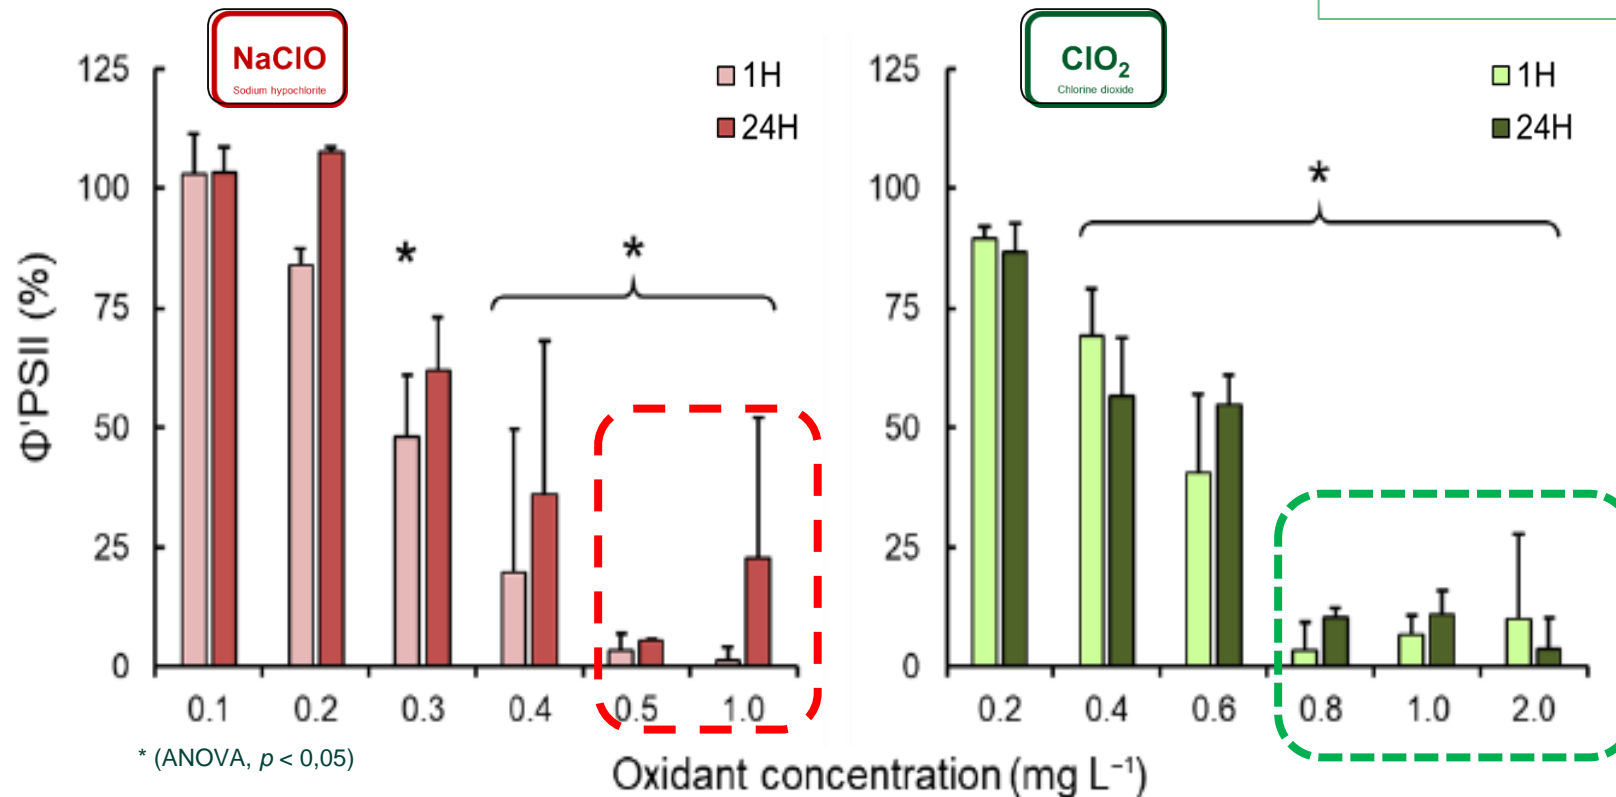 NaClO
Sodium hypochlorite
1H
24H
125
100
75
50
25
0
Φ'PSII (%)
*
*
0.1 0.2 0.3 0.4 0.5 1.0
* (ANOVA, p < 0,05)
ClO₂
Chlorine dioxide
1H
24H
125
100
75
50
25
0
*
0.2 0.4 0.6 0.8 1.0 2.0
Oxidant concentration (mg L⁻¹)